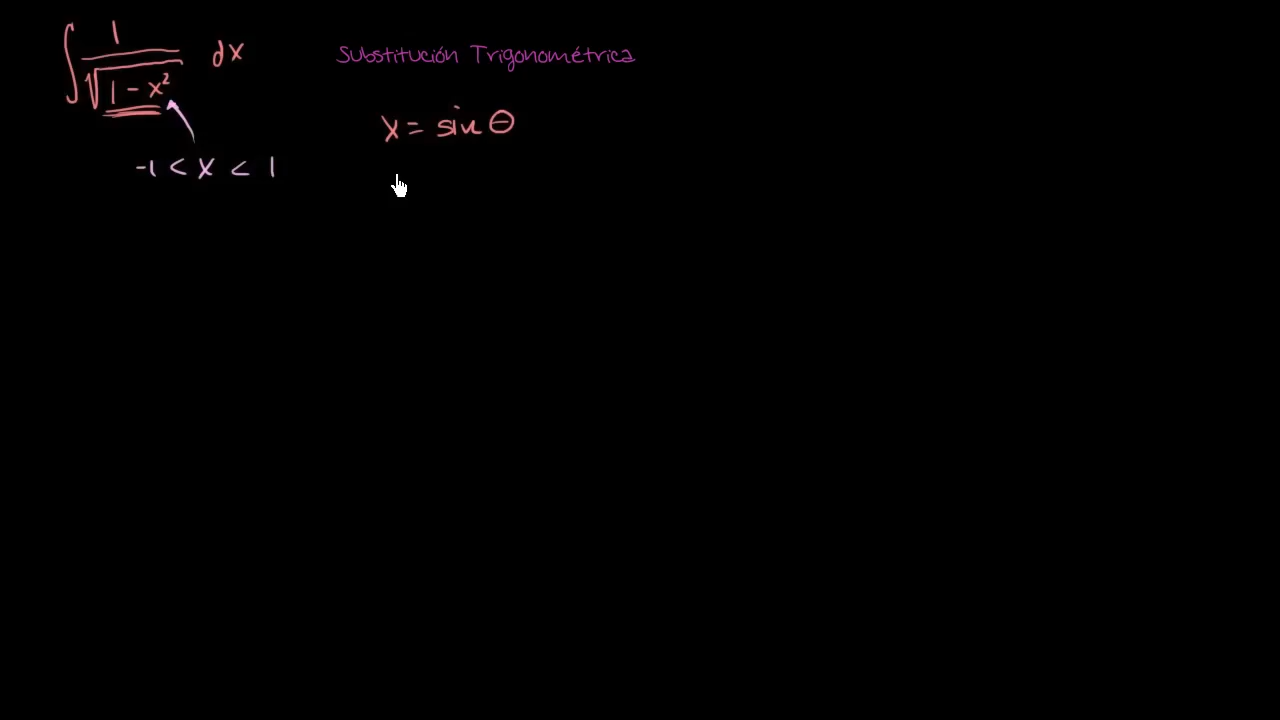 ∫ 1/√(1 - x²) dx
Substitución Trigonométrica
x = sin θ
-1 < x < 1